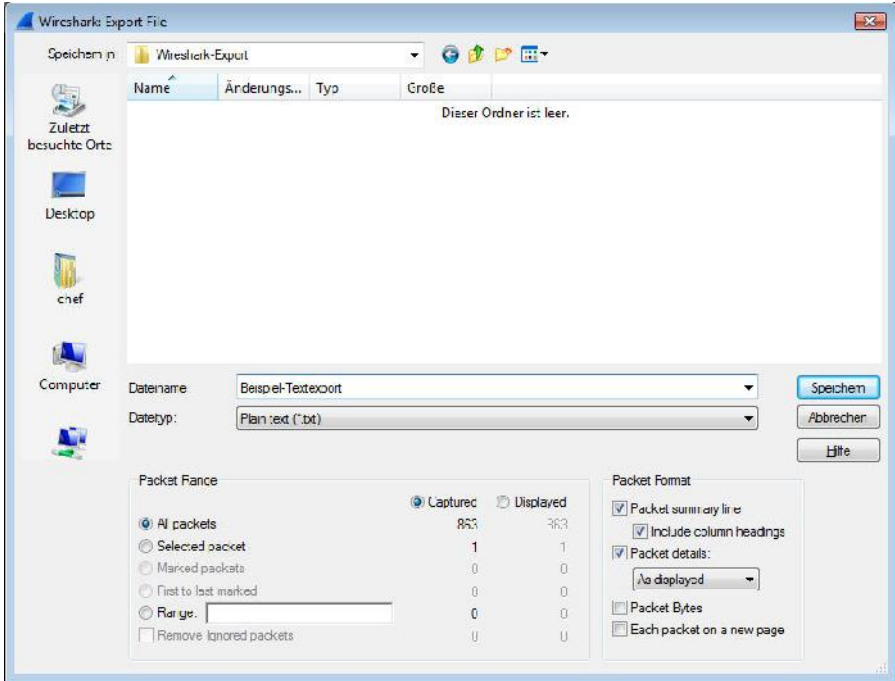 Wireshark: Export File
Speichern in
Wireshark-Export
Name Änderungs... Typ Größe
Dieser Ordner ist leer.
Zuletzt
besuchte Orte
Desktop
chef
Computer
Dateiname
Beispiel-Textexport
Speichern
Dateityp:
Plain text (*.txt)
Abbrechen
Hilfe
Packet Range
Captured Displayed
All packets 863
Selected packet 1 1
Marked packets 0 0
First to last marked 0 0
Range: 0 0
Remove Ignored packets 0 0
Packet Format
Packet summary line
Include column headings
Packet details:
As displayed
Packet Bytes
Each packet on a new page